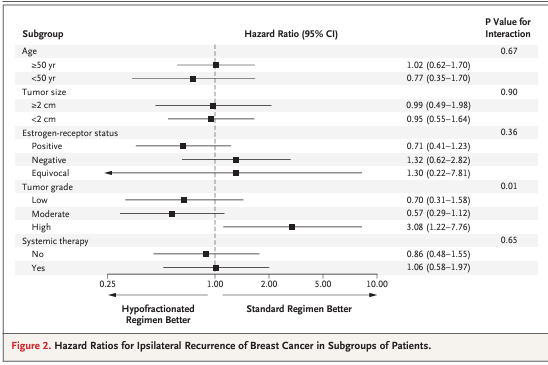 Subgroup Hazard Ratio (95% CI) P Value for Interaction
Age 0.67
≥50 yr 1.02 (0.62–1.70)
<50 yr 0.77 (0.35–1.70)
Tumor size 0.90
≥2 cm 0.99 (0.49–1.98)
<2 cm 0.95 (0.55–1.64)
Estrogen-receptor status 0.36
Positive 0.71 (0.41–1.23)
Negative 1.32 (0.62–2.82)
Equivocal 1.30 (0.22–7.81)
Tumor grade 0.01
Low 0.70 (0.31–1.58)
Moderate 0.57 (0.29–1.12)
High 3.08 (1.22–7.76)
Systemic therapy 0.65
No 0.86 (0.48–1.55)
Yes 1.06 (0.58–1.97)
0.25 1.00 2.00 5.00 10.00
Hypofractionated Regimen Better
Standard Regimen Better
Figure 2. Hazard Ratios for Ipsilateral Recurrence of Breast Cancer in Subgroups of Patients.